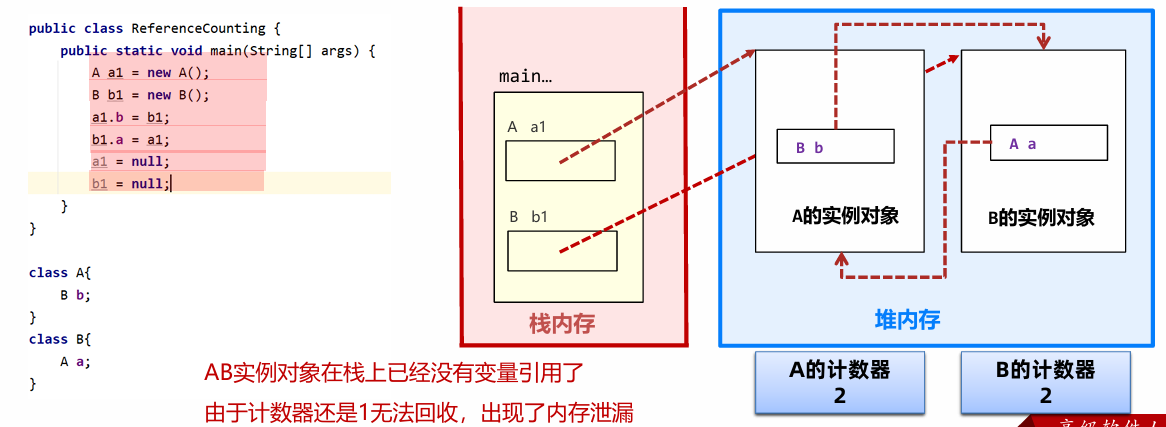 public class ReferenceCounting {
public static void main(String[] args) {
A a1 = new A();
B b1 = new B();
a1.b = b1;
b1.a = a1;
a1 = null;
b1 = null;
}
}
class A{
B b;
}
class B{
A a;
}
main…
A a1
B b1
栈内存
B b
A的实例对象
A a
B的实例对象
堆内存
A的计数器
2
B的计数器
2
AB实例对象在栈上已经没有变量引用了
由于计数器还是1无法回收，出现了内存泄漏